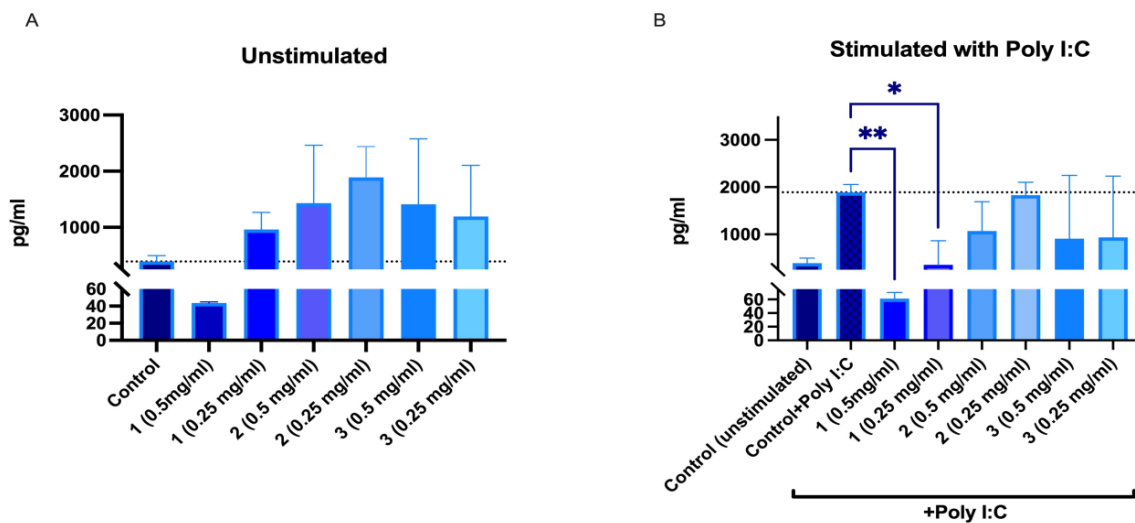 A
Unstimulated
pg/ml
3000
2000
1000
60
40
20
0
Control
1 (0.5mg/ml)
1 (0.25 mg/ml)
2 (0.5 mg/ml)
2 (0.25 mg/ml)
3 (0.5 mg/ml)
3 (0.25 mg/ml)
B
Stimulated with Poly I:C
pg/ml
3000
2000
1000
60
40
20
0
*
**
Control (unstimulated)
Control+Poly I:C
1 (0.5mg/ml)
1 (0.25 mg/ml)
2 (0.5 mg/ml)
2 (0.25 mg/ml)
3 (0.5 mg/ml)
3 (0.25 mg/ml)
+Poly I:C